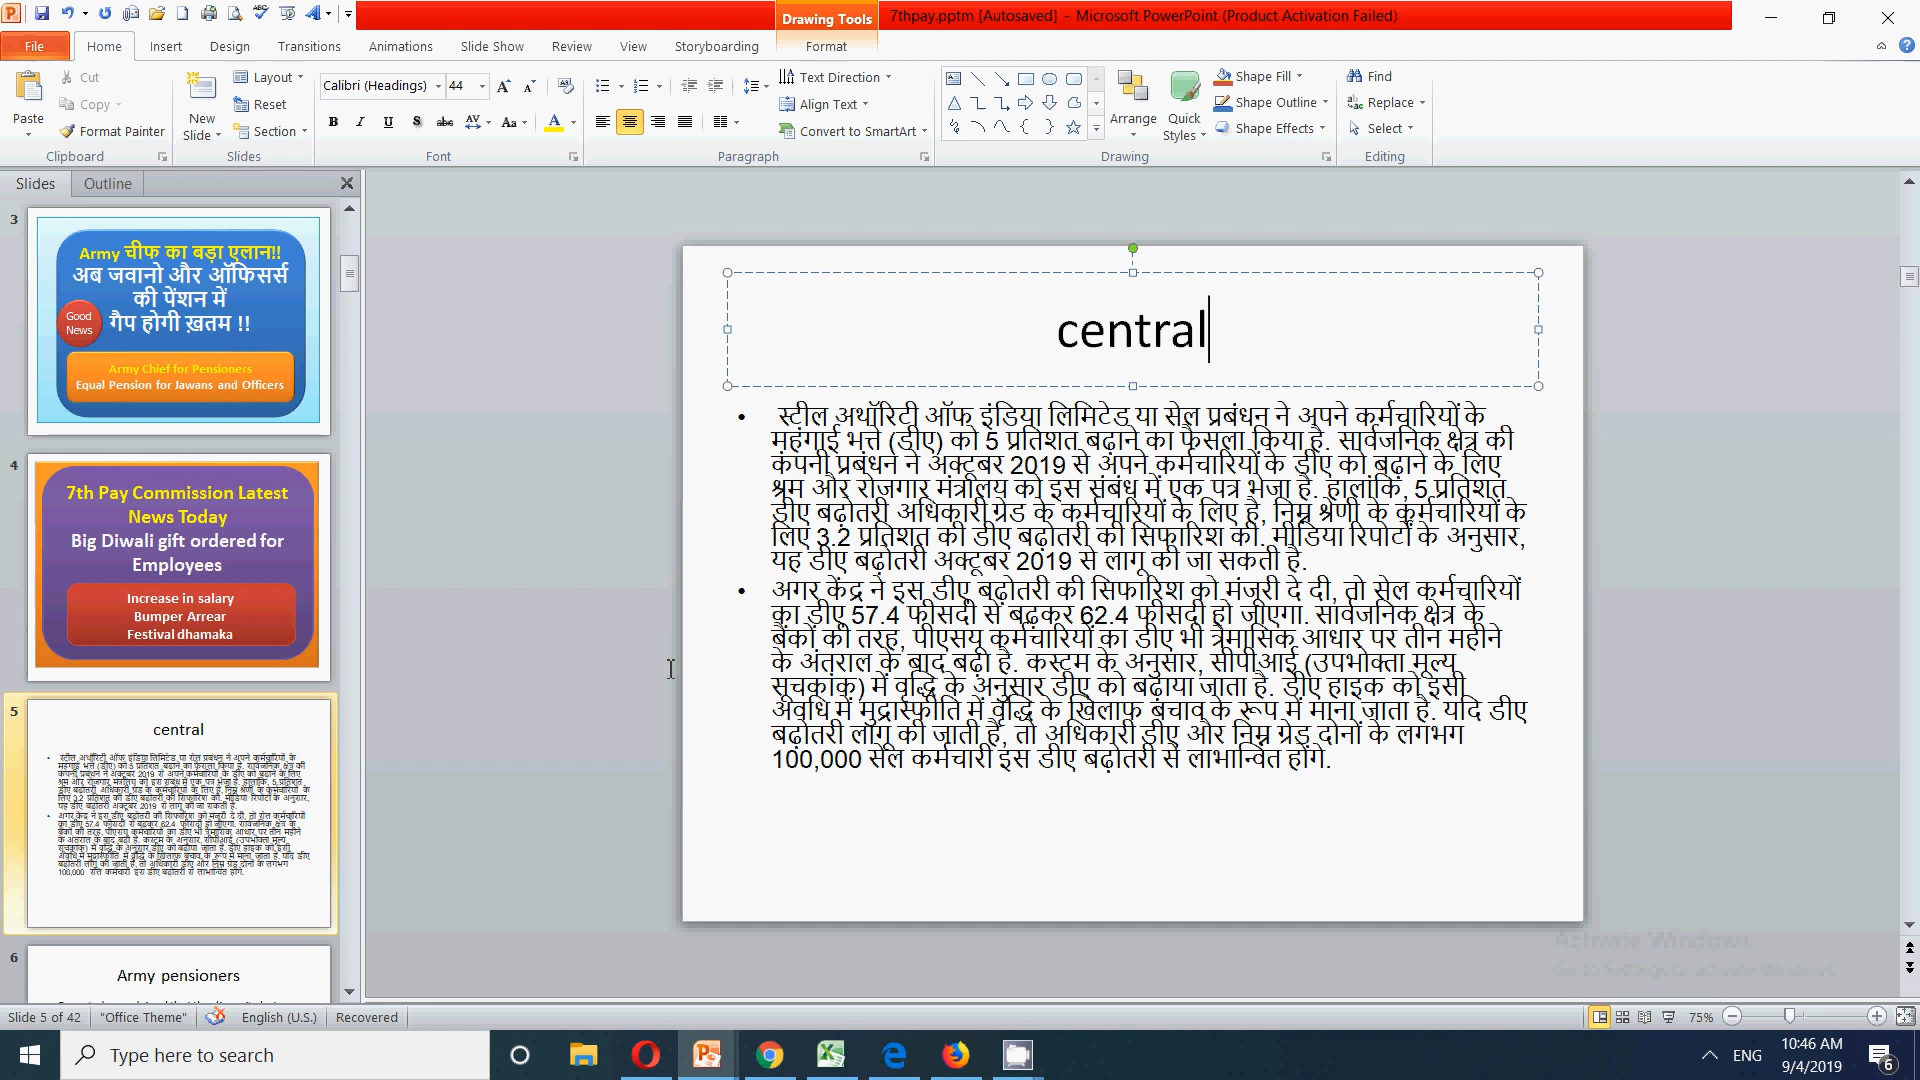 7thpay.pptm [Autosaved] - Microsoft PowerPoint (Product Activation Failed)
Drawing Tools
File
Home
Insert
Design
Transitions
Animations
Slide Show
Review
View
Storyboarding
Format
Paste
Cut
Copy
Format Painter
Clipboard
New Slide
Layout
Reset
Section
Slides
Calibri (Headings)
44
Font
Paragraph
Text Direction
Align Text
Convert to SmartArt
Arrange
Quick Styles
Shape Fill
Shape Outline
Shape Effects
Drawing
Find
Replace
Select
Editing
Slides
Outline
3
Army चीफ का बड़ा एलान!!
अब जवानो और ऑफिसर्स
की पेंशन में
गैप होगी ख़तम !!
Good
News
Army Chief for Pensioners
Equal Pension for Jawans and Officers
4
7th Pay Commission Latest
News Today
Big Diwali gift ordered for
Employees
Increase in salary
Bumper Arrear
Festival dhamaka
5
central
6
Army pensioners
central
• स्टील अथॉरिटी ऑफ इंडिया लिमिटेड या सेल प्रबंधन ने अपने कर्मचारियों के
महंगाई भत्ते (डीए) को 5 प्रतिशत बढ़ाने का फैसला किया है. सार्वजनिक क्षेत्र की
कंपनी प्रबंधन ने अक्टूबर 2019 से अपने कर्मचारियों के डीए को बढ़ाने के लिए
श्रम और रोजगार मंत्रालय को इस संबंध में एक पत्र भेजा है. हालांकि, 5 प्रतिशत
डीए बढ़ोतरी अधिकारी ग्रेड के कर्मचारियों के लिए है, निम्न श्रेणी के कर्मचारियों के
लिए 3.2 प्रतिशत की डीए बढ़ोतरी की सिफारिश की. मीडिया रिपोर्टों के अनुसार,
यह डीए बढ़ोतरी अक्टूबर 2019 से लागू की जा सकती है.
• अगर केंद्र ने इस डीए बढ़ोतरी की सिफारिश को मंजूरी दे दी, तो सेल कर्मचारियों
का डीए 57.4 फीसदी से बढ़कर 62.4 फीसदी हो जाएगा. सार्वजनिक क्षेत्र के
बैंकों की तरह, पीएसयू कर्मचारियों का डीए भी त्रैमासिक आधार पर तीन महीने
के अंतराल के बाद बढ़ा है. कस्टम के अनुसार, सीपीआई (उपभोक्ता मूल्य
सूचकांक) में वृद्धि के अनुसार डीए को बढ़ाया जाता है. डीए हाइक को इसी
अवधि में मुद्रास्फीति में वृद्धि के खिलाफ बचाव के रूप में माना जाता है. यदि डीए
बढ़ोतरी लागू की जाती है, तो अधिकारी डीए और निम्न ग्रेड दोनों के लगभग
100,000 सेल कर्मचारी इस डीए बढ़ोतरी से लाभान्वित होंगे.
Activate Windows
Slide 5 of 42
"Office Theme"
English (U.S.)
Recovered
75%
Type here to search
ENG
10:46 AM
9/4/2019
6